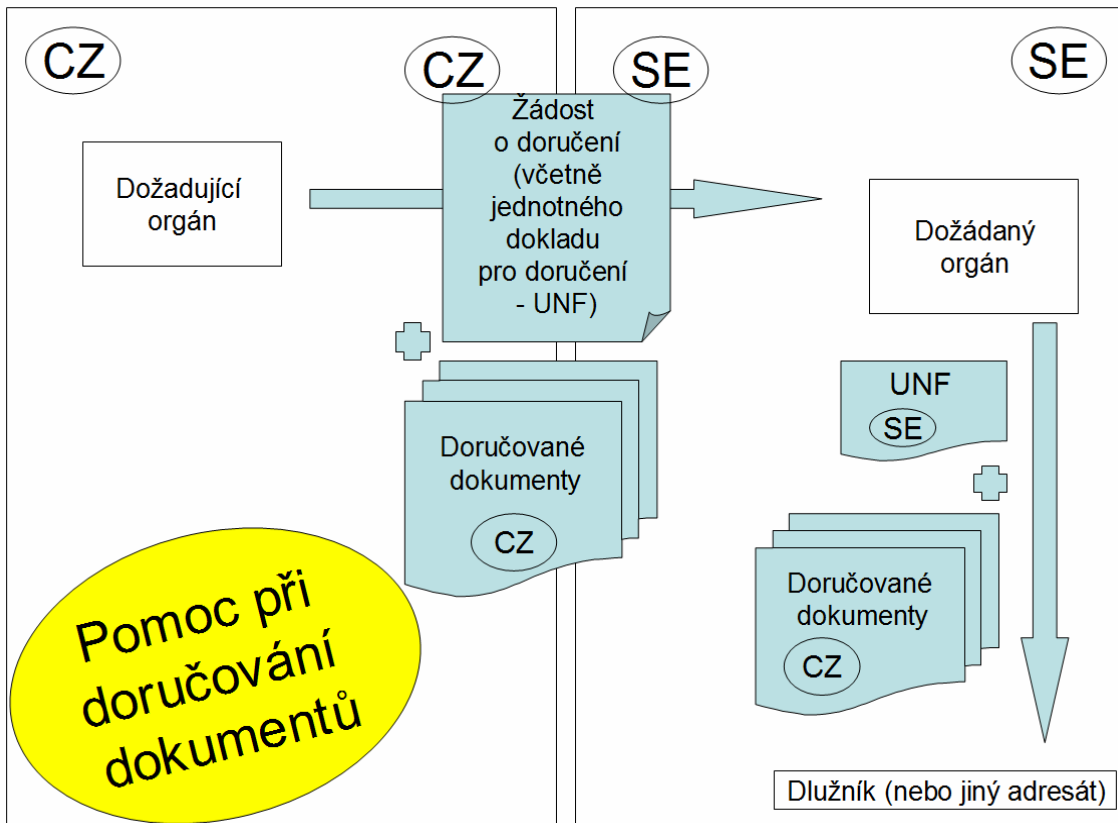 CZ
CZ
SE
SE
Dožadující
orgán
Žádost
o doručení
(včetně
jednotného
dokladu
pro doručení
- UNF)
Dožádaný
orgán
Doručované
dokumenty
CZ
UNF
SE
Doručované
dokumenty
CZ
Pomoc při
doručování
dokumentů
Dlužník (nebo jiný adresát)